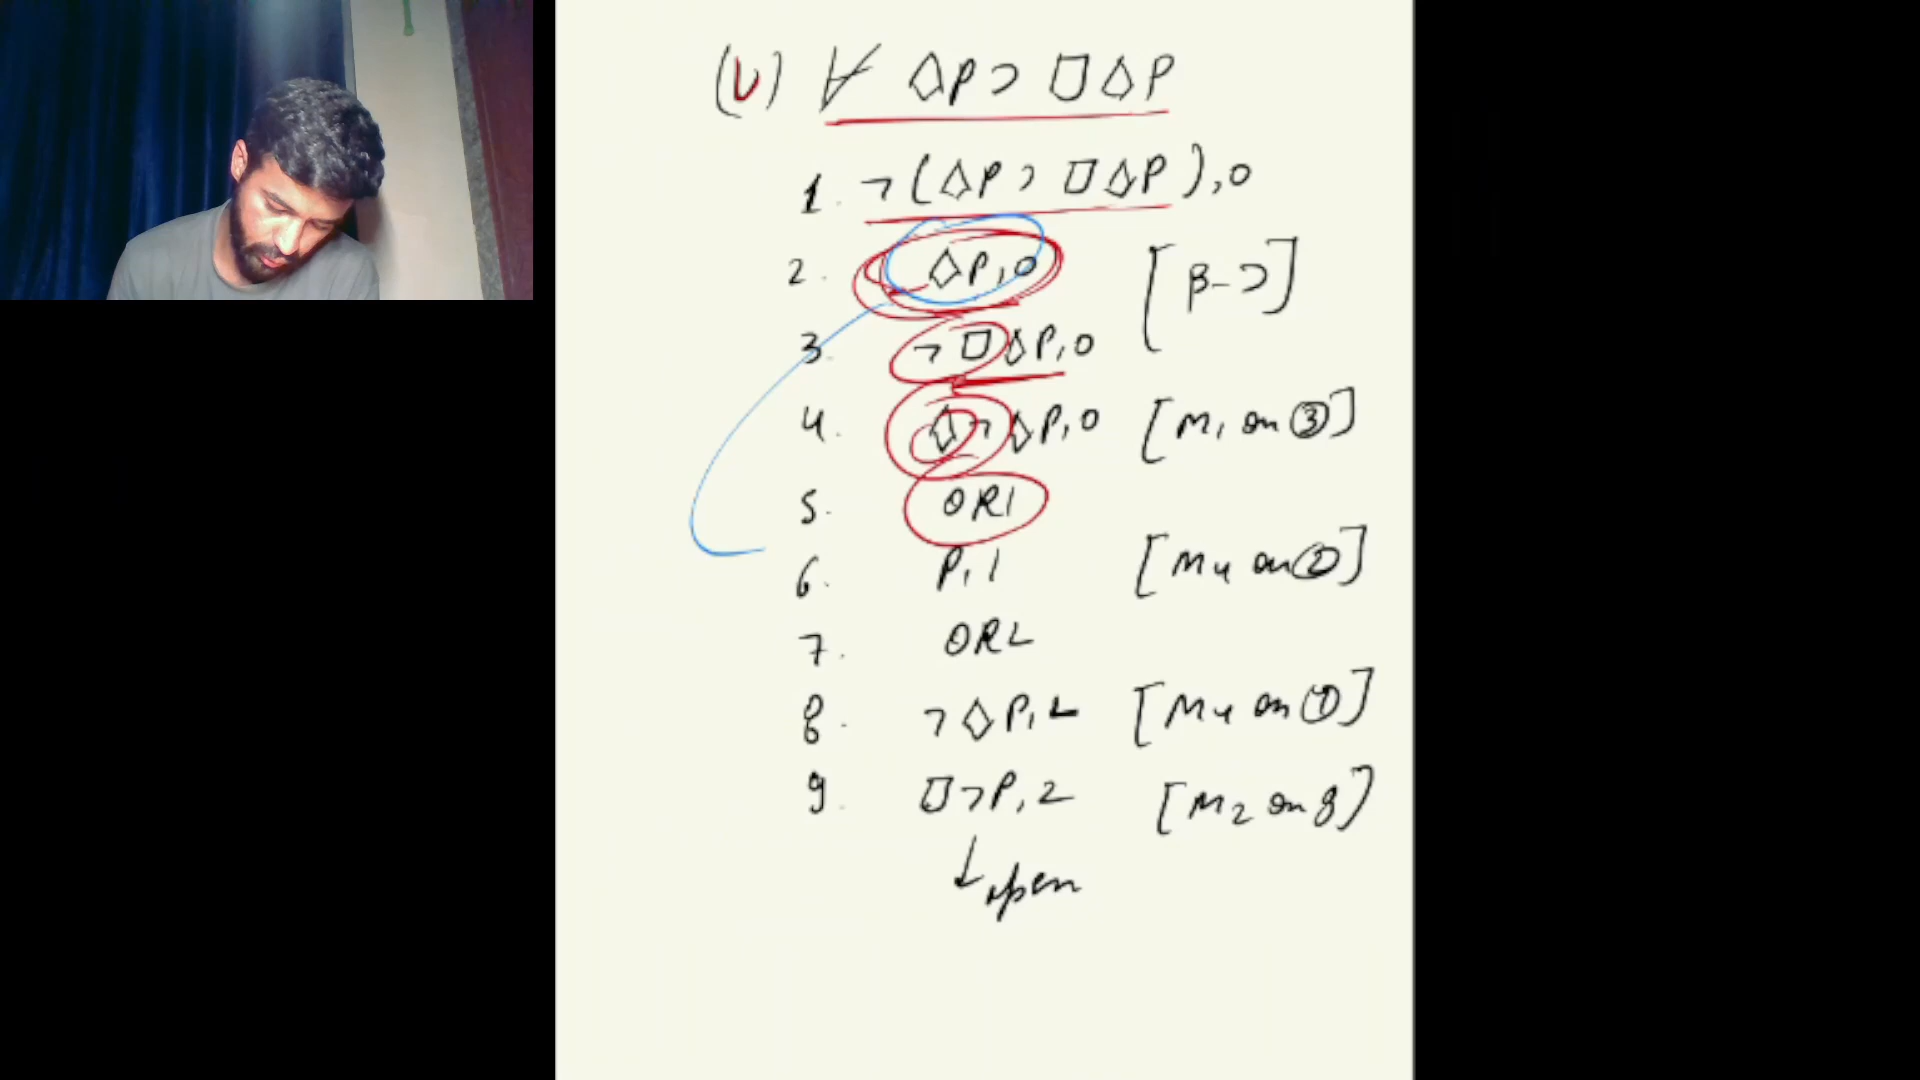 (v) ⊬ ◇P ⊃ □◇P
1. ¬(◇P ⊃ □◇P), 0
2. ◇P, 0 [β-⊃]
3. ¬□◇P, 0
4. ◇¬◇P, 0 [M1 on ③]
5. 0R1
6. P, 1 [M4 on ②]
7. 0R2
8. ¬◇P, 2 [M4 on ④]
9. □¬P, 2 [M2 on 8]
↓ open